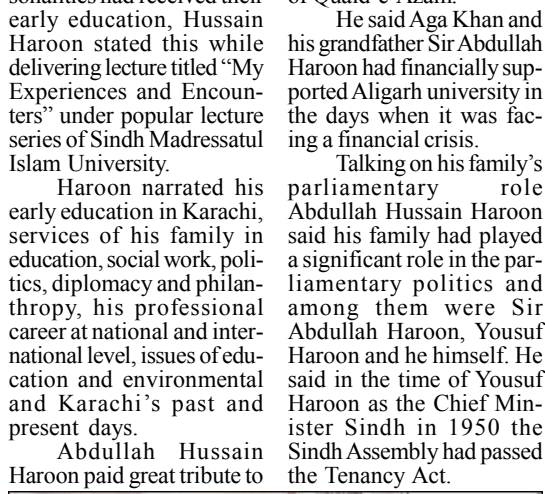 early education, Hussain
Haroon stated this while
delivering lecture titled “My
Experiences and Encoun-
ters” under popular lecture
series of Sindh Madressatul
Islam University.
Haroon narrated his
early education in Karachi,
services of his family in
education, social work, poli-
tics, diplomacy and philan-
thropy, his professional
career at national and inter-
national level, issues of edu-
cation and environmental
and Karachi’s past and
present days.
Abdullah Hussain
Haroon paid great tribute to
He said Aga Khan and
his grandfather Sir Abdullah
Haroon had financially sup-
ported Aligarh university in
the days when it was fac-
ing a financial crisis.
Talking on his family’s
parliamentary role
Abdullah Hussain Haroon
said his family had played
a significant role in the par-
liamentary politics and
among them were Sir
Abdullah Haroon, Yousuf
Haroon and he himself. He
said in the time of Yousuf
Haroon as the Chief Min-
ister Sindh in 1950 the
Sindh Assembly had passed
the Tenancy Act.